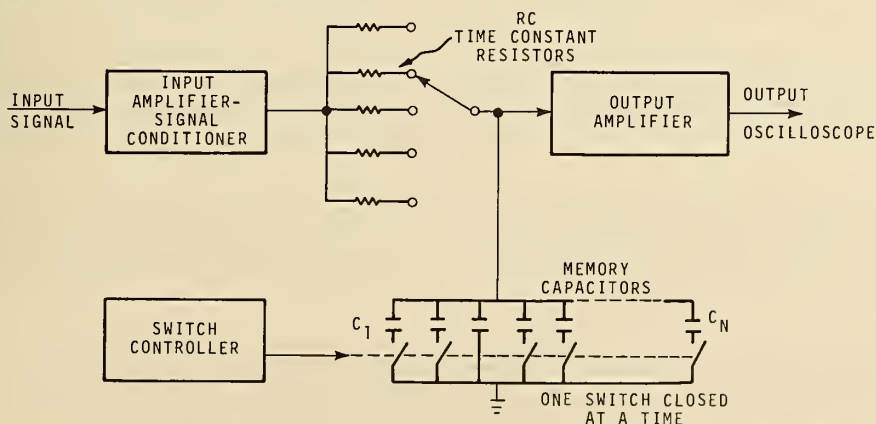 RC
TIME CONSTANT
RESISTORS
INPUT
SIGNAL
INPUT
AMPLIFIER-
SIGNAL
CONDITIONER
OUTPUT
AMPLIFIER
OUTPUT
OSCILLOSCOPE
MEMORY
CAPACITORS
C1
CN
SWITCH
CONTROLLER
ONE SWITCH CLOSED
AT A TIME